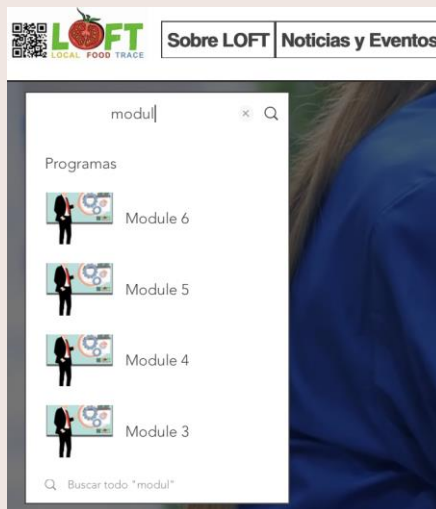 LOFT
LOCAL FOOD TRACE
Sobre LOFT
Noticias y Eventos
modul
Programas
Module 6
Module 5
Module 4
Module 3
Buscar todo "modul"